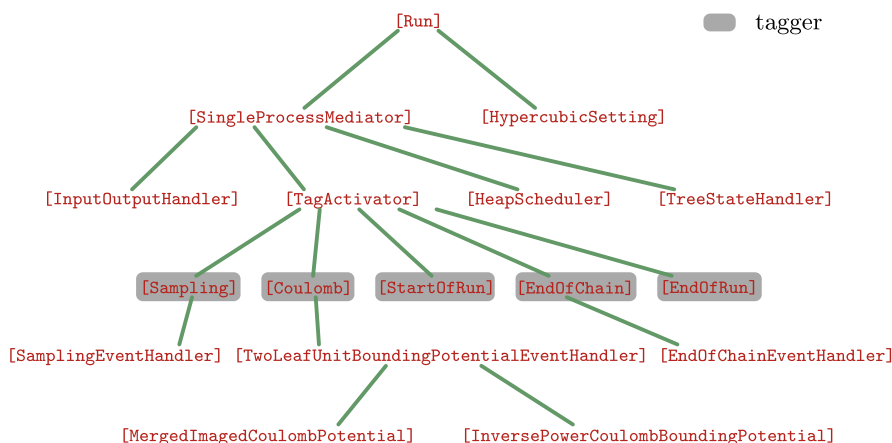 [Run]
tagger
[SingleProcessMediator]
[HypercubicSetting]
[InputOutputHandler]
[TagActivator]
[HeapScheduler]
[TreeStateHandler]
[Sampling]
[Coulomb]
[StartOfRun]
[EndOfChain]
[EndOfRun]
[SamplingEventHandler]
[TwoLeafUnitBoundingPotentialEventHandler]
[EndOfChainEventHandler]
[MergedImagedCoulombPotential]
[InversePowerCoulombBoundingPotential]